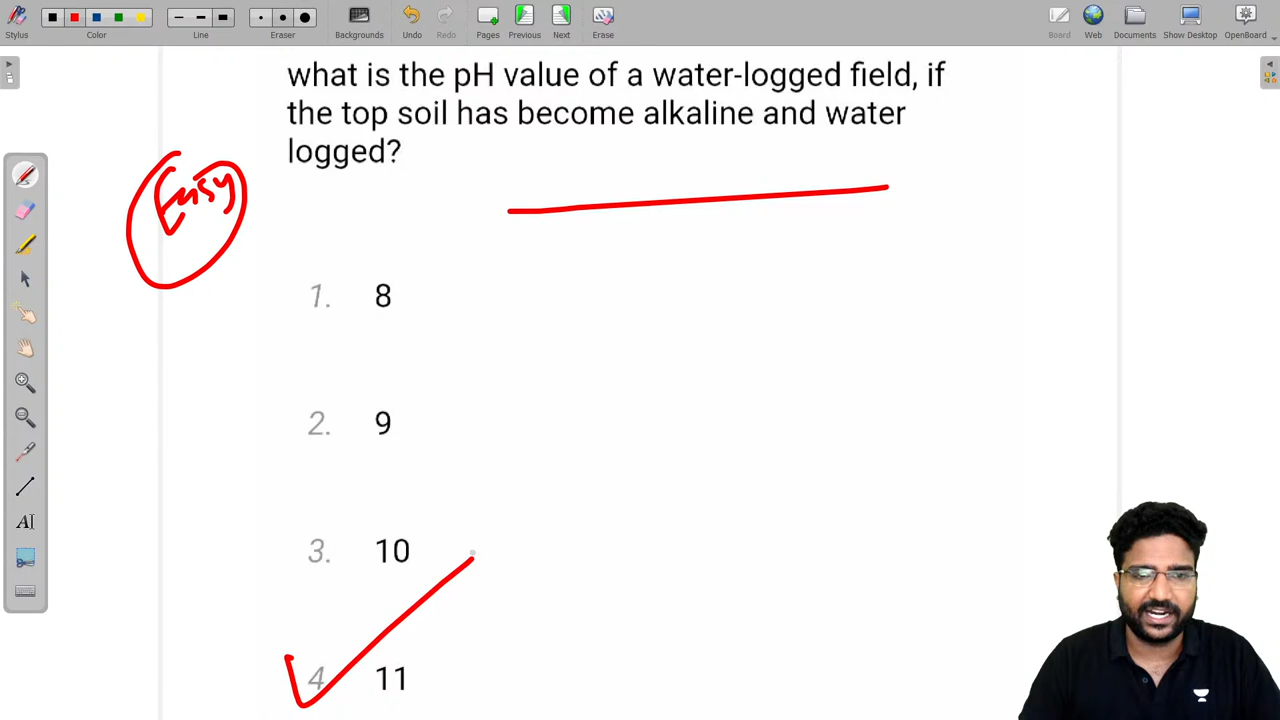 Stylus
Color
Line
Eraser
Backgrounds
Undo
Redo
Pages
Previous
Next
Erase
Board
Web
Documents
Show Desktop
OpenBoard
what is the pH value of a water-logged field, if
the top soil has become alkaline and water
logged?
Easy
1. 8
2. 9
3. 10
4. 11
AI